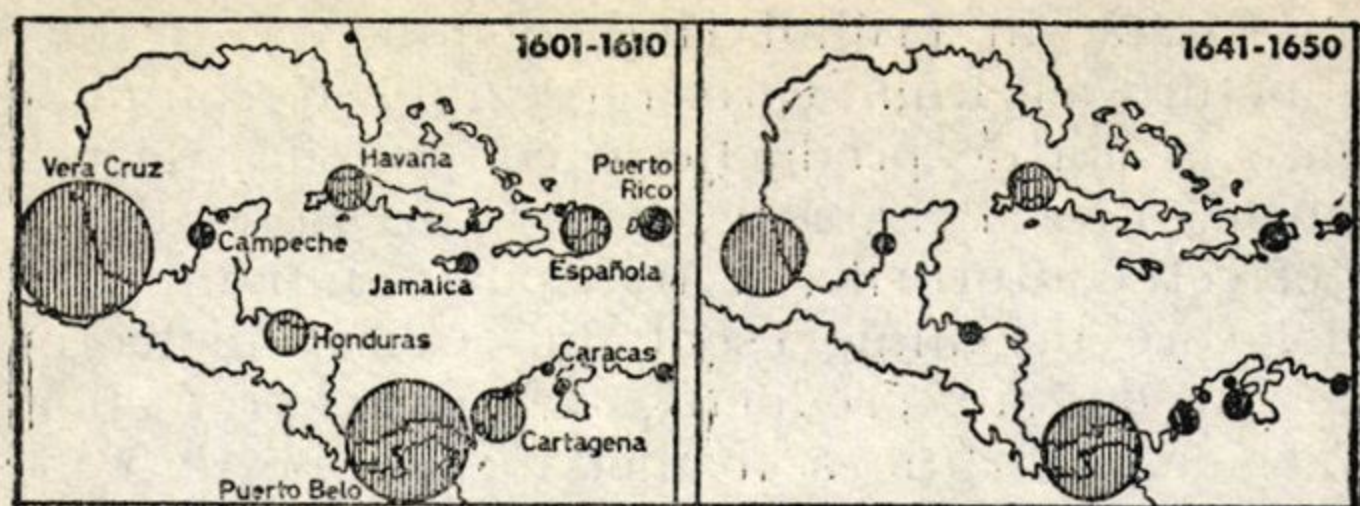 1601-1610
1641-1650
Vera Cruz
Havana
Puerto
Rico
Campeche
Jamaica
Española
Honduras
Caracas
Cartagena
Puerto Belo